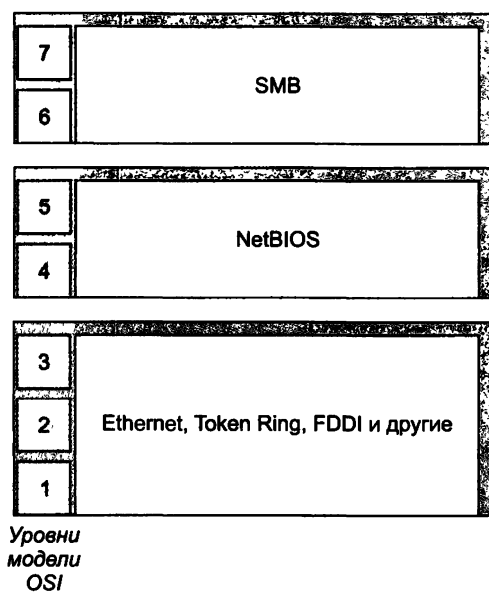 7
SMB
6
5
NetBIOS
4
3
2
Ethernet, Token Ring, FDDI и другие
1
Уровни
модели
OSI